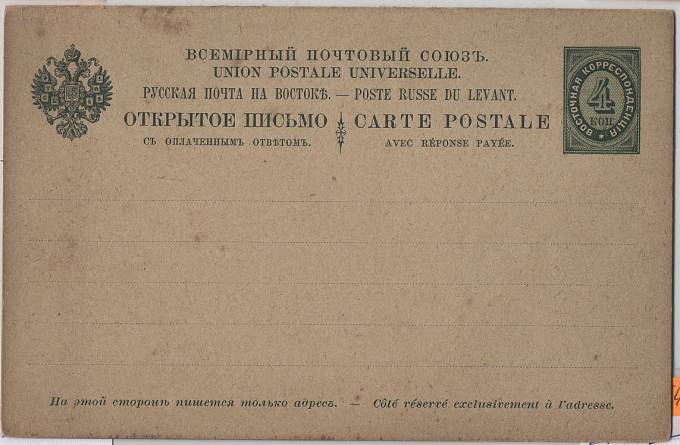 ВСЕМІРНЫЙ ПОЧТОВЫЙ СОЮЗЪ.
UNION POSTALE UNIVERSELLE.
РУССКАЯ ПОЧТА НА ВОСТОКѢ. — POSTE RUSSE DU LEVANT.
ОТКРЫТОЕ ПИСЬМО CARTE POSTALE
СЪ ОПЛАЧЕННЫМЪ ОТВѢТОМЪ. AVEC RÉPONSE PAYÉE.
ВОСТОЧНАЯ КОРРЕСПОНДЕНЦІЯ
4
КОП.
На этой сторонѣ пишется только адресъ. — Côté réservé exclusivement à l'adresse.